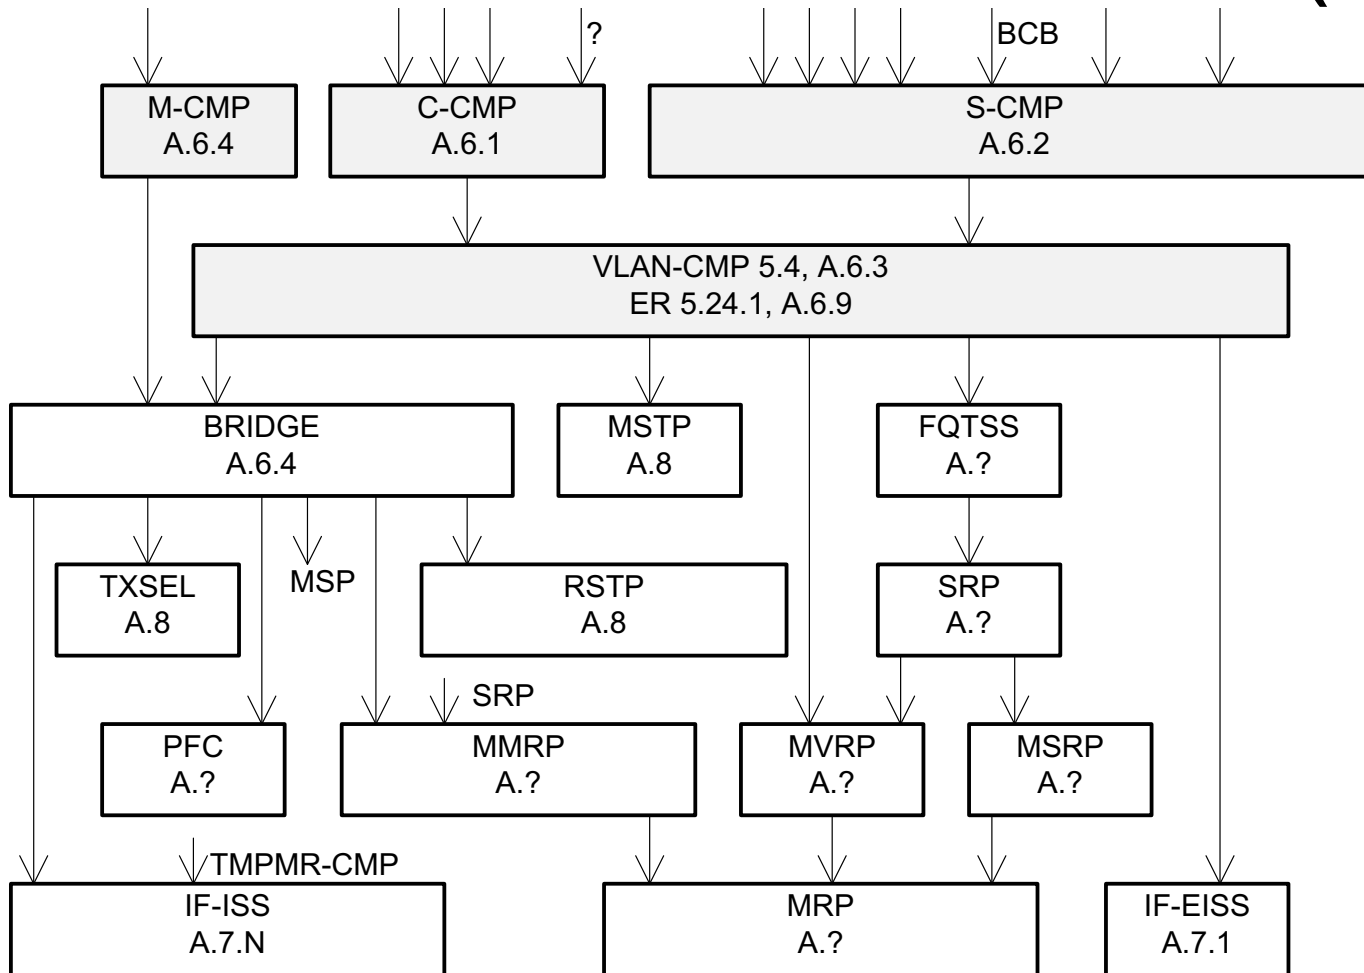 ?
BCB
M-CMP
A.6.4
C-CMP
A.6.1
S-CMP
A.6.2
VLAN-CMP 5.4, A.6.3
ER 5.24.1, A.6.9
BRIDGE
A.6.4
MSTP
A.8
FQTSS
A.?
TXSEL
A.8
MSP
RSTP
A.8
SRP
A.?
SRP
PFC
A.?
MMRP
A.?
MVRP
A.?
MSRP
A.?
TMPMR-CMP
IF-ISS
A.7.N
MRP
A.?
IF-EISS
A.7.1